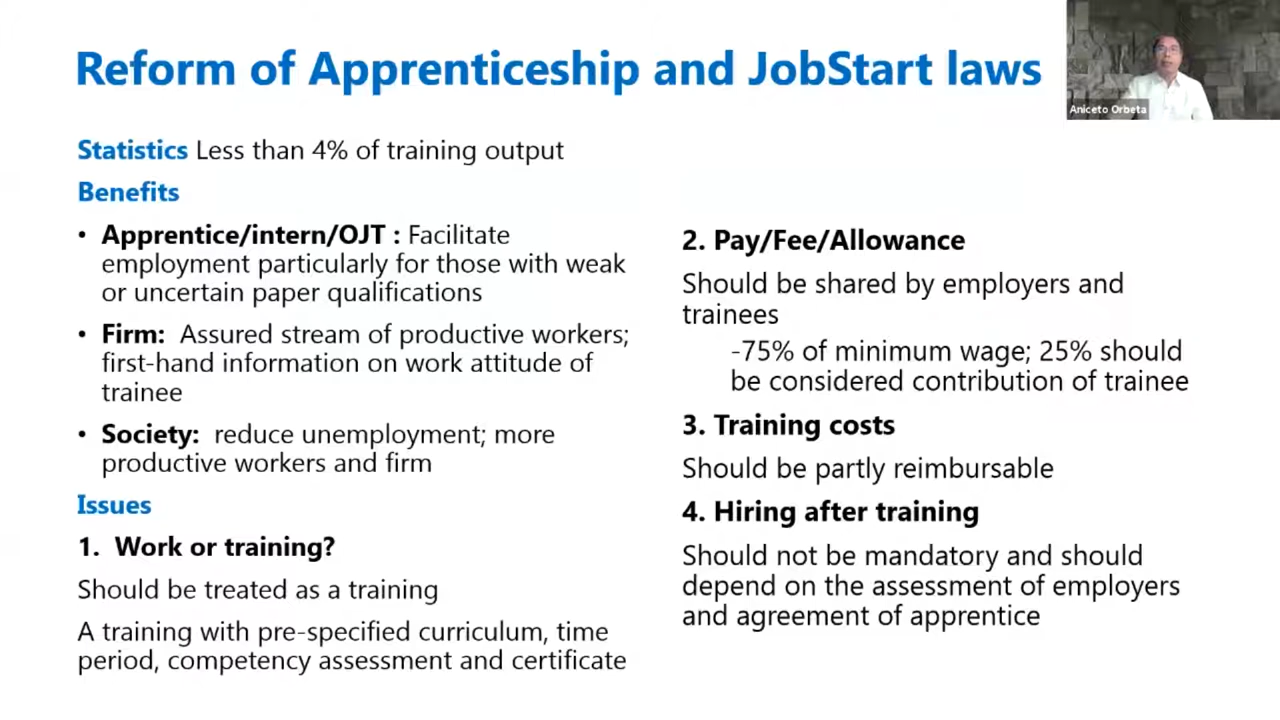 Reform of Apprenticeship and JobStart laws
Aniceto Orbeta
Statistics Less than 4% of training output
Benefits
• Apprentice/intern/OJT : Facilitate
employment particularly for those with weak
or uncertain paper qualifications
• Firm: Assured stream of productive workers;
first-hand information on work attitude of
trainee
• Society: reduce unemployment; more
productive workers and firm
Issues
1. Work or training?
Should be treated as a training
A training with pre-specified curriculum, time
period, competency assessment and certificate
2. Pay/Fee/Allowance
Should be shared by employers and
trainees
-75% of minimum wage; 25% should
be considered contribution of trainee
3. Training costs
Should be partly reimbursable
4. Hiring after training
Should not be mandatory and should
depend on the assessment of employers
and agreement of apprentice